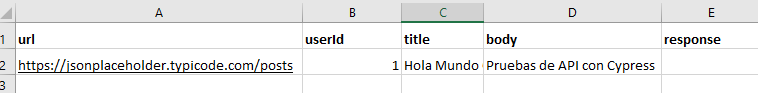 A B C D E
1 url userId title body response
2 https://jsonplaceholder.typicode.com/posts 1 Hola Mundo Pruebas de API con Cypress
3